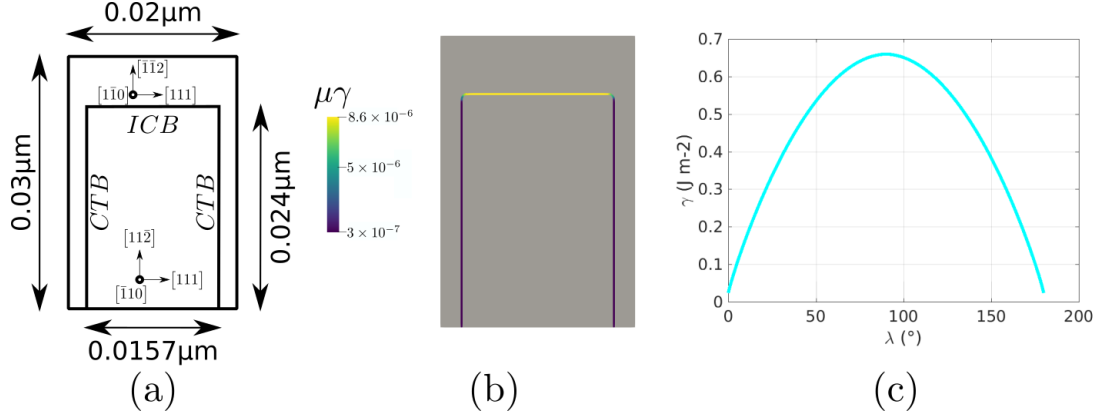 0.02µm
[1̄1̄2]
[11̄0]
[111]
ICB
CTB
CTB
0.03µm
0.024µm
[112̄]
[111]
[1̄10]
0.0157µm
(a)
µγ
8.6 × 10⁻⁶
5 × 10⁻⁶
3 × 10⁻⁷
(b)
0.7
0.6
0.5
0.4
0.3
0.2
0.1
0
γ (J m-2)
0
50
100
150
200
λ (°)
(c)